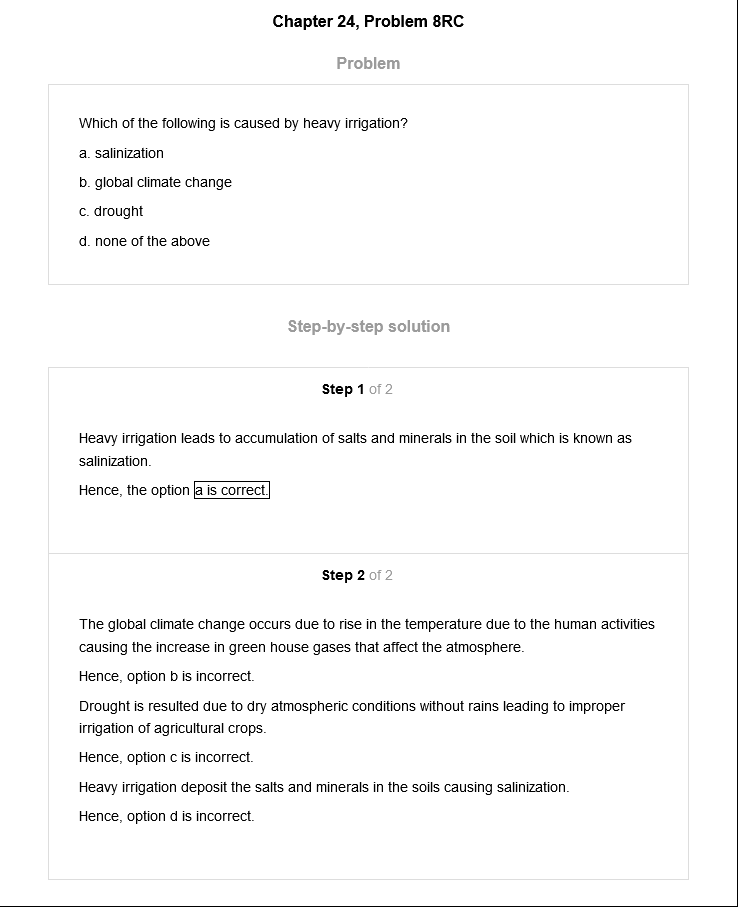 Chapter 24, Problem 8RC
Problem
Which of the following is caused by heavy irrigation?
a. salinization
b. global climate change
c. drought
d. none of the above
Step-by-step solution
Step 1 of 2
Heavy irrigation leads to accumulation of salts and minerals in the soil which is known as
salinization.
Hence, the option a is correct.
Step 2 of 2
The global climate change occurs due to rise in the temperature due to the human activities
causing the increase in green house gases that affect the atmosphere.
Hence, option b is incorrect.
Drought is resulted due to dry atmospheric conditions without rains leading to improper
irrigation of agricultural crops.
Hence, option c is incorrect.
Heavy irrigation deposit the salts and minerals in the soils causing salinization.
Hence, option d is incorrect.